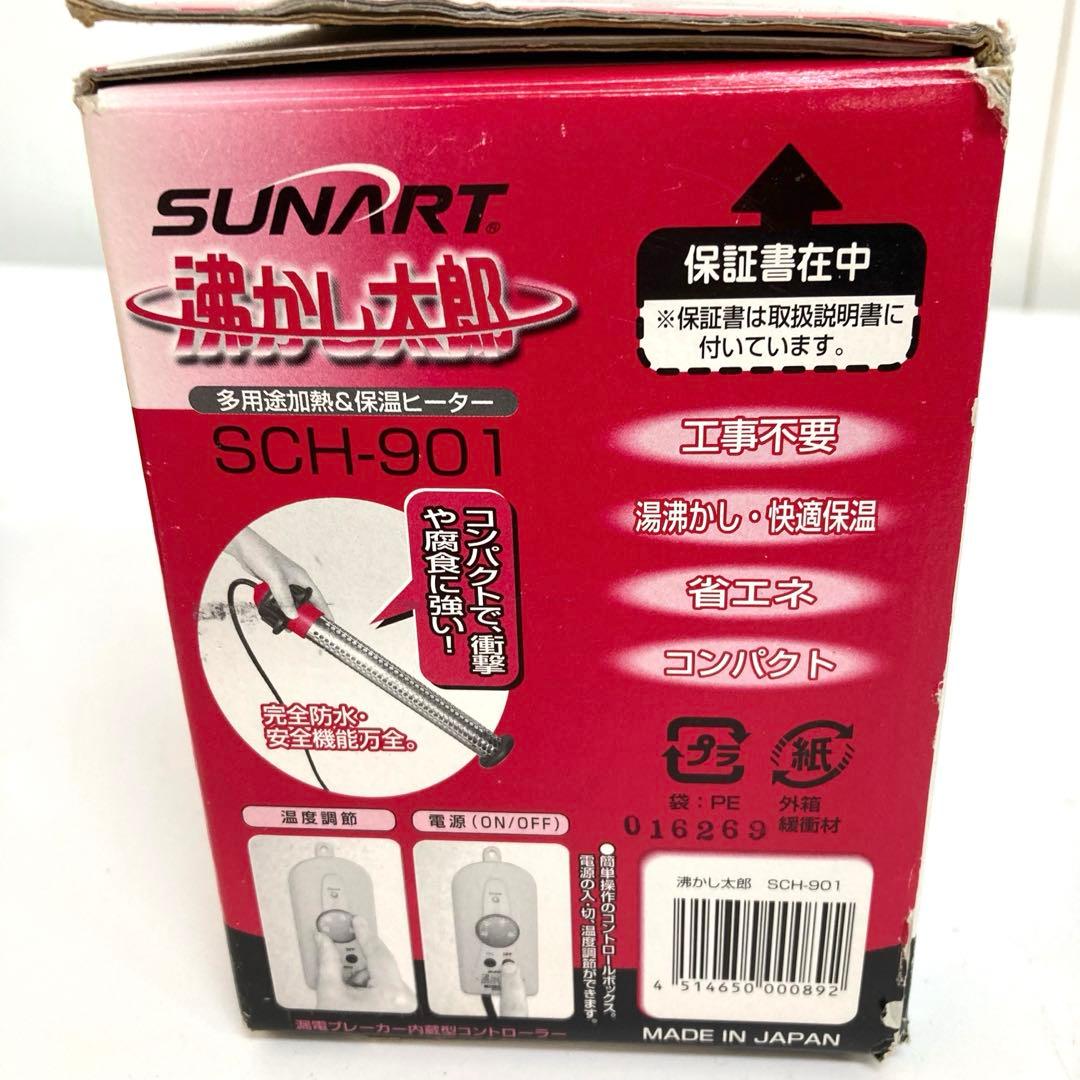 SUNART®
沸かし太郎
多用途加熱&保温ヒーター
SCH-901
コンパクトで、衝撃
や腐食に強い!
完全防水・
安全機能万全。
温度調節
電源(ON/OFF)
●簡単操作のコントロールボックス。
電源の入・切、温度調節ができます。
漏電ブレーカー内蔵型コントローラー
保証書在中
※保証書は取扱説明書に
付いています。
工事不要
湯沸かし・快適保温
省エネ
コンパクト
プラ
紙
袋:PE
外箱
緩衝材
016269
沸かし太郎 SCH-901
4 514650 000892
MADE IN JAPAN